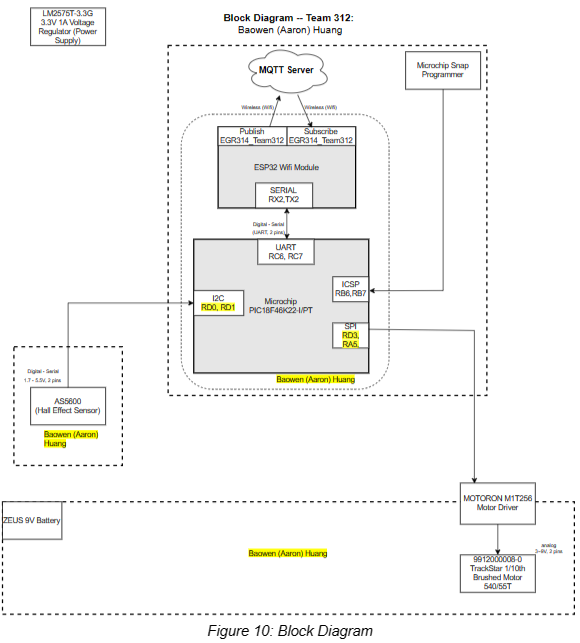 LM2575T-3.3G
3.3V 1A Voltage
Regulator (Power
Supply)
Block Diagram -- Team 312:
Baowen (Aaron) Huang
MQTT Server
Microchip Snap
Programmer
Wireless (Wifi)
Wireless (Wifi)
Publish
EGR314_Team312
Subscribe
EGR314_Team312
ESP32 Wifi Module
SERIAL
RX2,TX2
Digital - Serial
(UART, 2 pins)
UART
RC6, RC7
ICSP
RB6,RB7
I2C
RD0, RD1
Microchip
PIC18F46K22-I/PT
SPI
RD3,
RA5,
Baowen (Aaron) Huang
Digital - Serial
1.7 - 5.5V, 2 pins
AS5600
(Hall Effect Sensor)
Baowen (Aaron)
Huang
MOTORON M1T256
Motor Driver
ZEUS 9V Battery
analog
3~9V, 2 pins
Baowen (Aaron) Huang
9912000008-0
TrackStar 1/10th
Brushed Motor
540/55T
Figure 10: Block Diagram